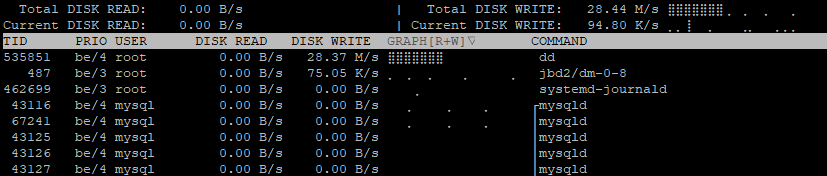 Total DISK READ: 0.00 B/s | Total DISK WRITE: 28.44 M/s
Current DISK READ: 0.00 B/s | Current DISK WRITE: 94.80 K/s
TID PRIO USER DISK READ DISK WRITE GRAPH[R+W]▽ COMMAND
535851 be/4 root 0.00 B/s 28.37 M/s dd
487 be/3 root 0.00 B/s 75.05 K/s jbd2/dm-0-8
462699 be/3 root 0.00 B/s 0.00 B/s systemd-journald
43116 be/4 mysql 0.00 B/s 0.00 B/s mysqld
67241 be/4 mysql 0.00 B/s 0.00 B/s mysqld
43125 be/4 mysql 0.00 B/s 0.00 B/s mysqld
43126 be/4 mysql 0.00 B/s 0.00 B/s mysqld
43127 be/4 mysql 0.00 B/s 0.00 B/s mysqld